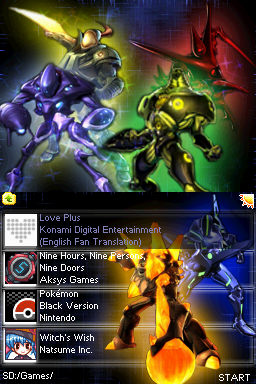 Love Plus
Konami Digital Entertainment
(English Fan Translation)
Nine Hours, Nine Persons,
Nine Doors
Aksys Games
Pokémon
Black Version
Nintendo
Witch's Wish
Natsume Inc.
SD:/Games/
START